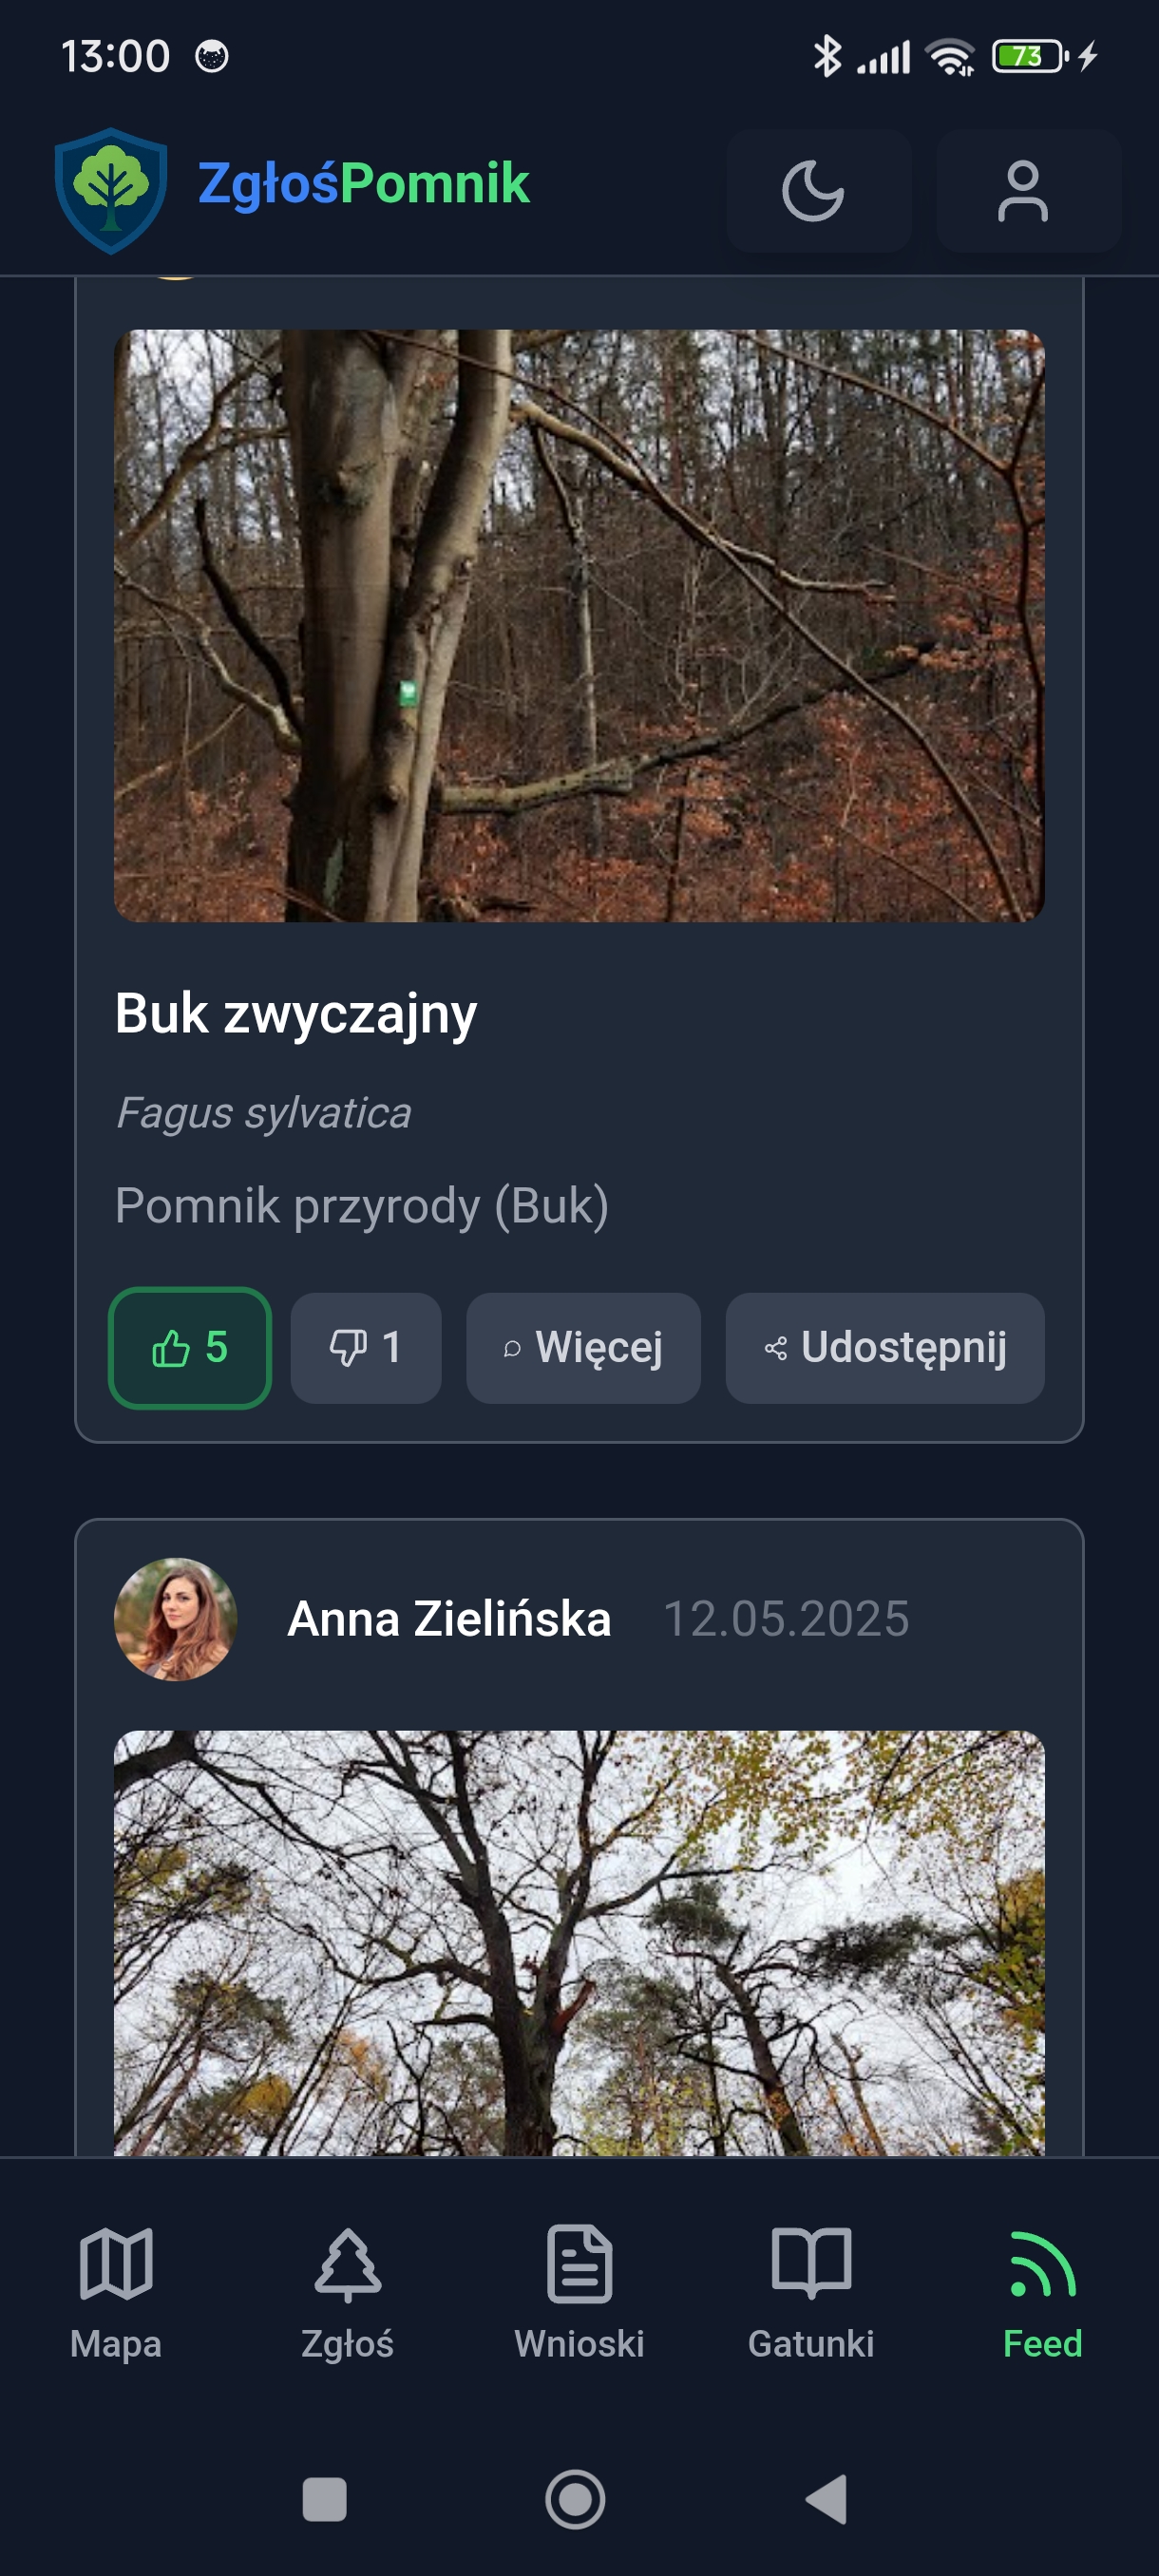 13:00
73
ZgłośPomnik
Buk zwyczajny
Fagus sylvatica
Pomnik przyrody (Buk)
5 1 Więcej Udostępnij
Anna Zielińska 12.05.2025
Mapa Zgłoś Wnioski Gatunki Feed